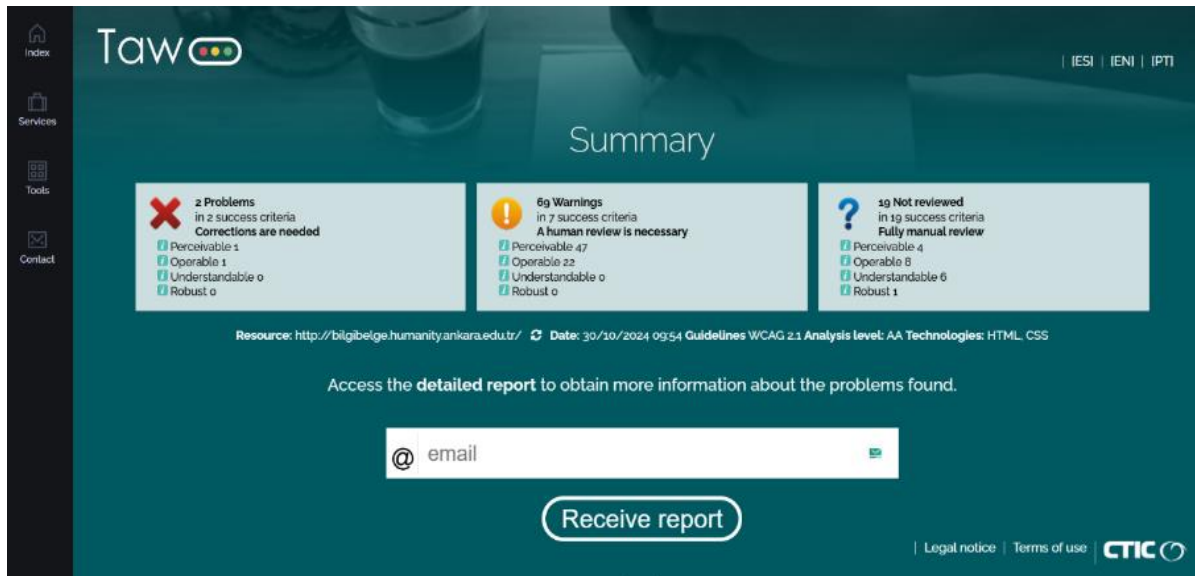 Index
Services
Tools
Contact
Taw
| |ES| | |EN| | |PT|
Summary
2 Problems
in 2 success criteria
Corrections are needed
Perceivable 1
Operable 1
Understandable 0
Robust 0
69 Warnings
in 7 success criteria
A human review is necessary
Perceivable 47
Operable 22
Understandable 0
Robust 0
19 Not reviewed
in 19 success criteria
Fully manual review
Perceivable 4
Operable 8
Understandable 6
Robust 1
Resource: http://bilgibelge.humanity.ankara.edu.tr/ Date: 30/10/2024 09:54 Guidelines WCAG 2.1 Analysis level: AA Technologies: HTML, CSS
Access the detailed report to obtain more information about the problems found.
@ email
Receive report
| Legal notice | Terms of use | CTIC